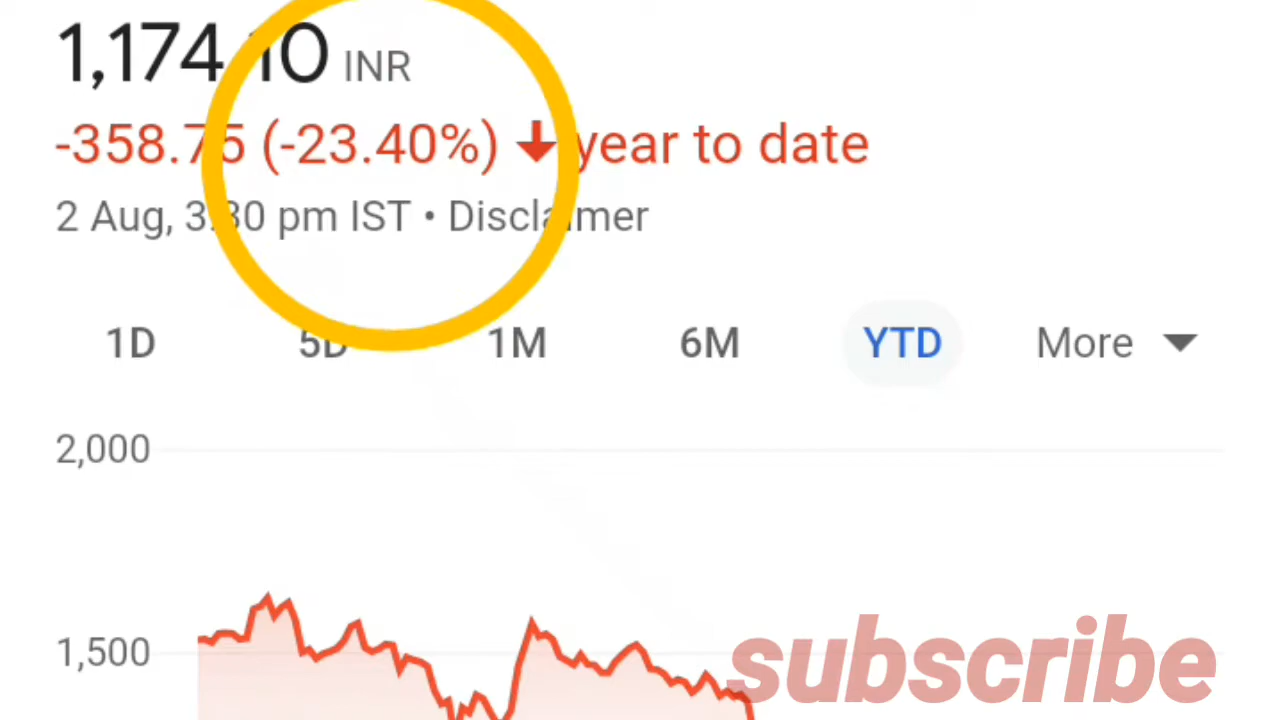 1,174.10 INR
-358.75 (-23.40%) ↓ year to date
2 Aug, 3:30 pm IST • Disclaimer
1D 5D 1M 6M YTD More
2,000
1,500
subscribe